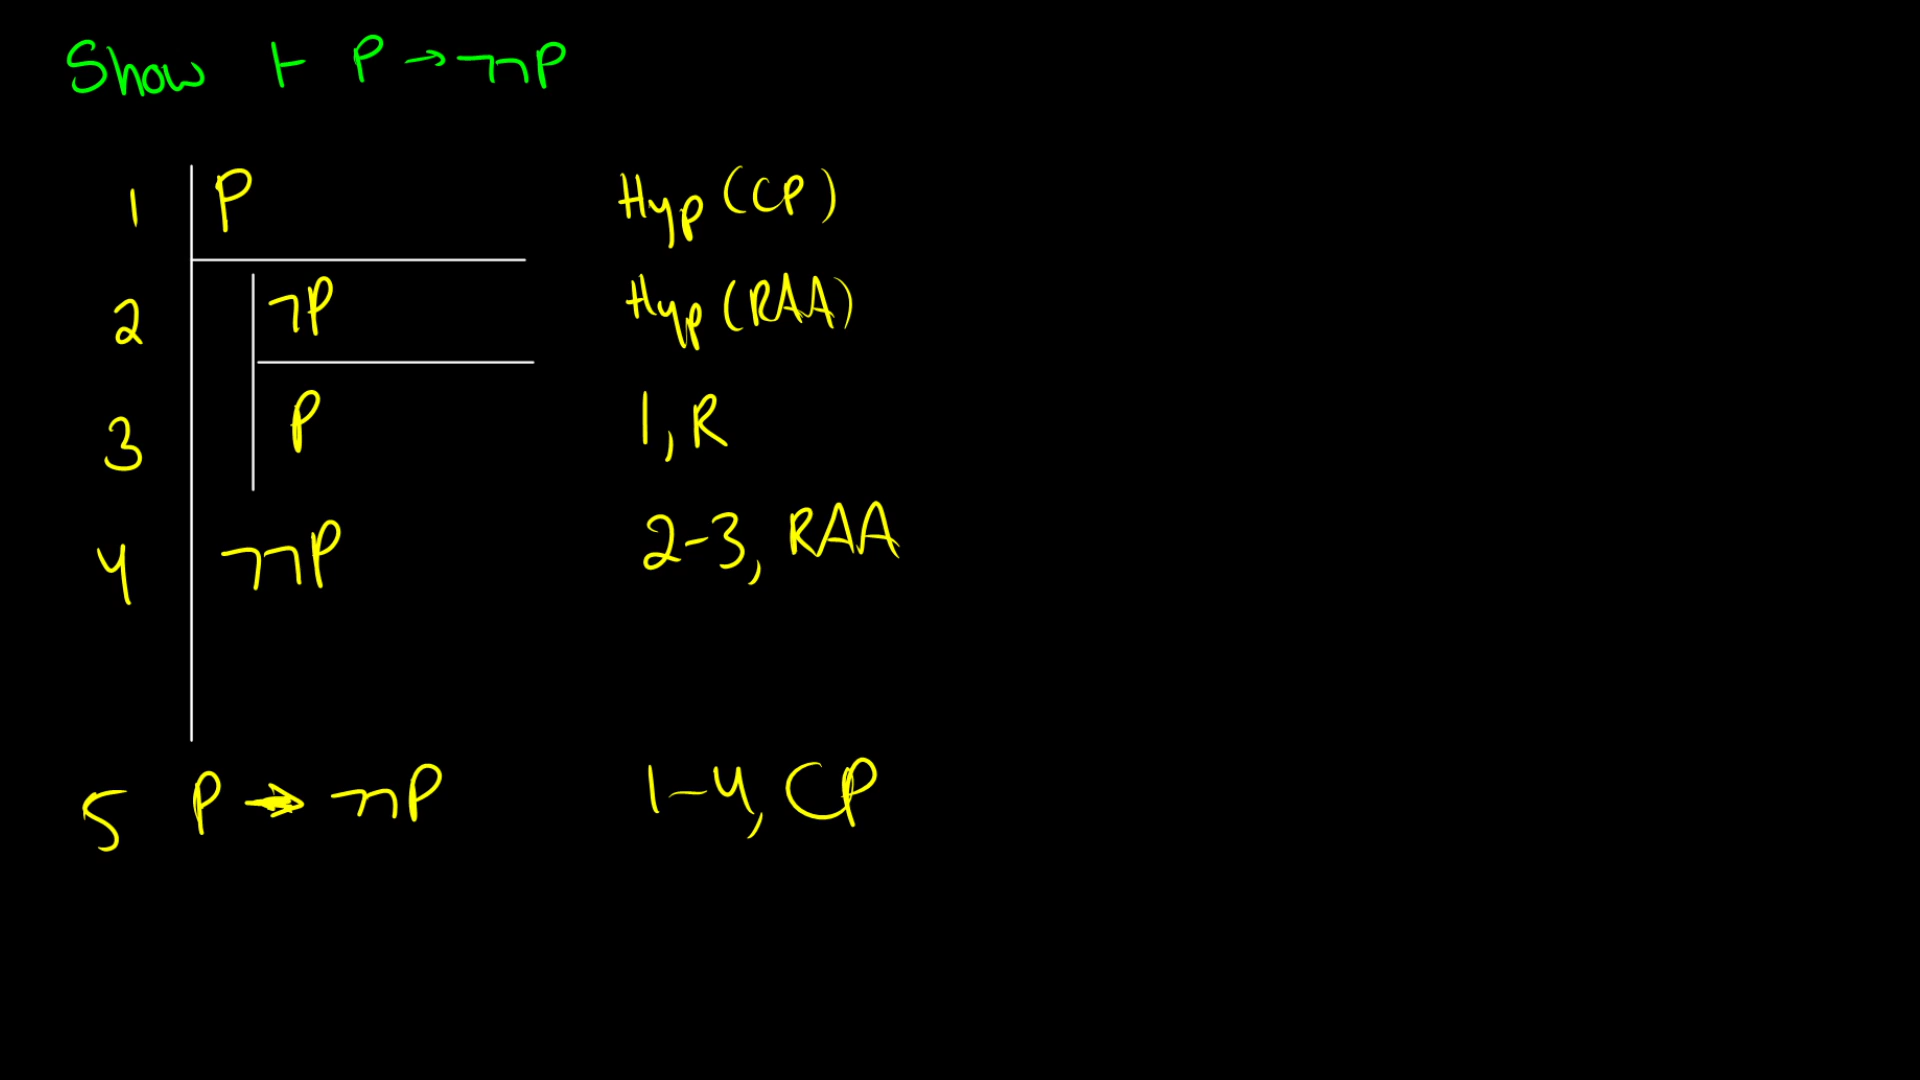 Show ⊢ P → ¬¬P
1 P Hyp (CP)
2 ¬P Hyp (RAA)
3 P 1, R
4 ¬¬P 2-3, RAA
5 P → ¬¬P 1-4, CP